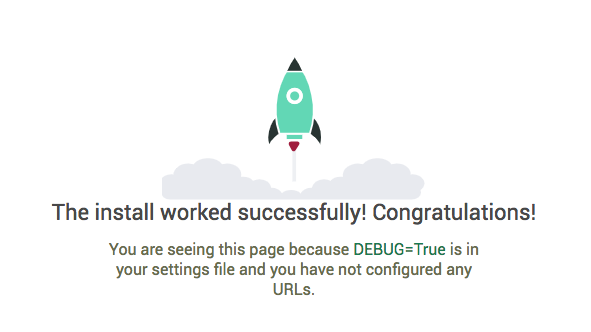 The install worked successfully! Congratulations!
You are seeing this page because DEBUG=True is in
your settings file and you have not configured any
URLs.